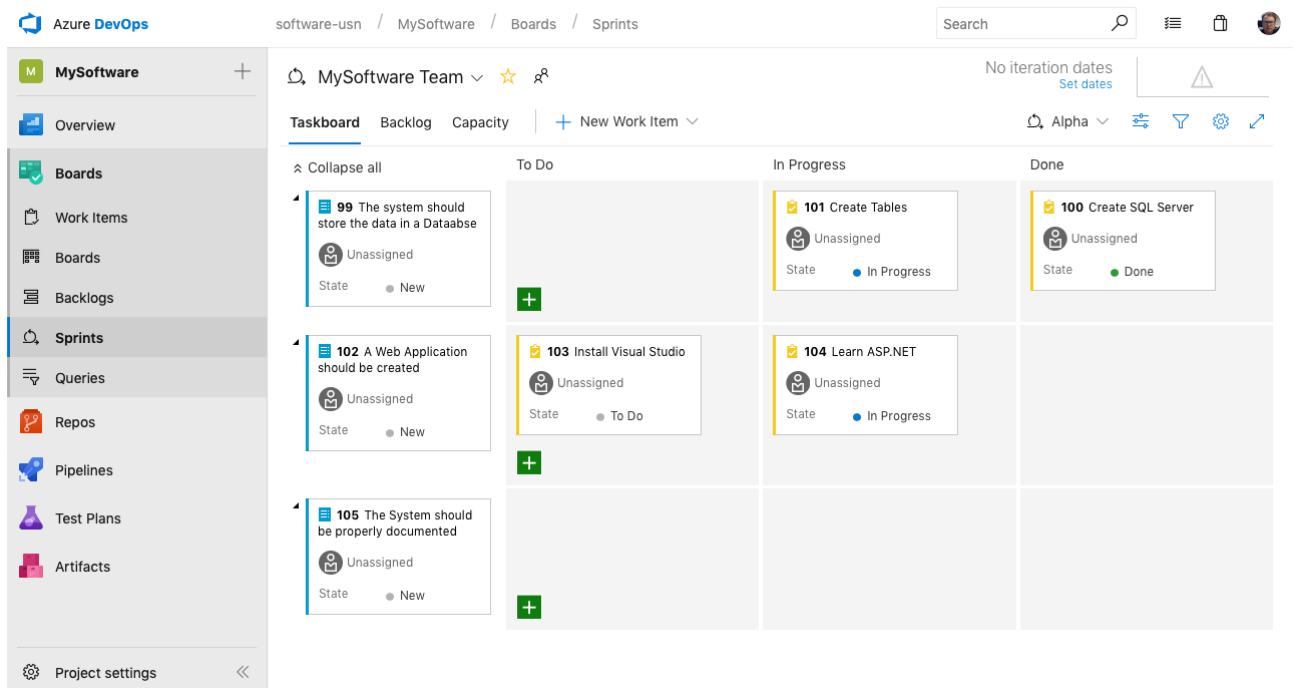 Azure DevOps
software-usn / MySoftware / Boards / Sprints
Search
M MySoftware
Overview
Boards
Work Items
Boards
Backlogs
Sprints
Queries
Repos
Pipelines
Test Plans
Artifacts
Project settings
MySoftware Team
No iteration dates
Set dates
Taskboard Backlog Capacity New Work Item Alpha
Collapse all To Do In Progress Done
99 The system should
store the data in a Dataabse
Unassigned
State New
101 Create Tables
Unassigned
State In Progress
100 Create SQL Server
Unassigned
State Done
102 A Web Application
should be created
Unassigned
State New
103 Install Visual Studio
Unassigned
State To Do
104 Learn ASP.NET
Unassigned
State In Progress
105 The System should
be properly documented
Unassigned
State New